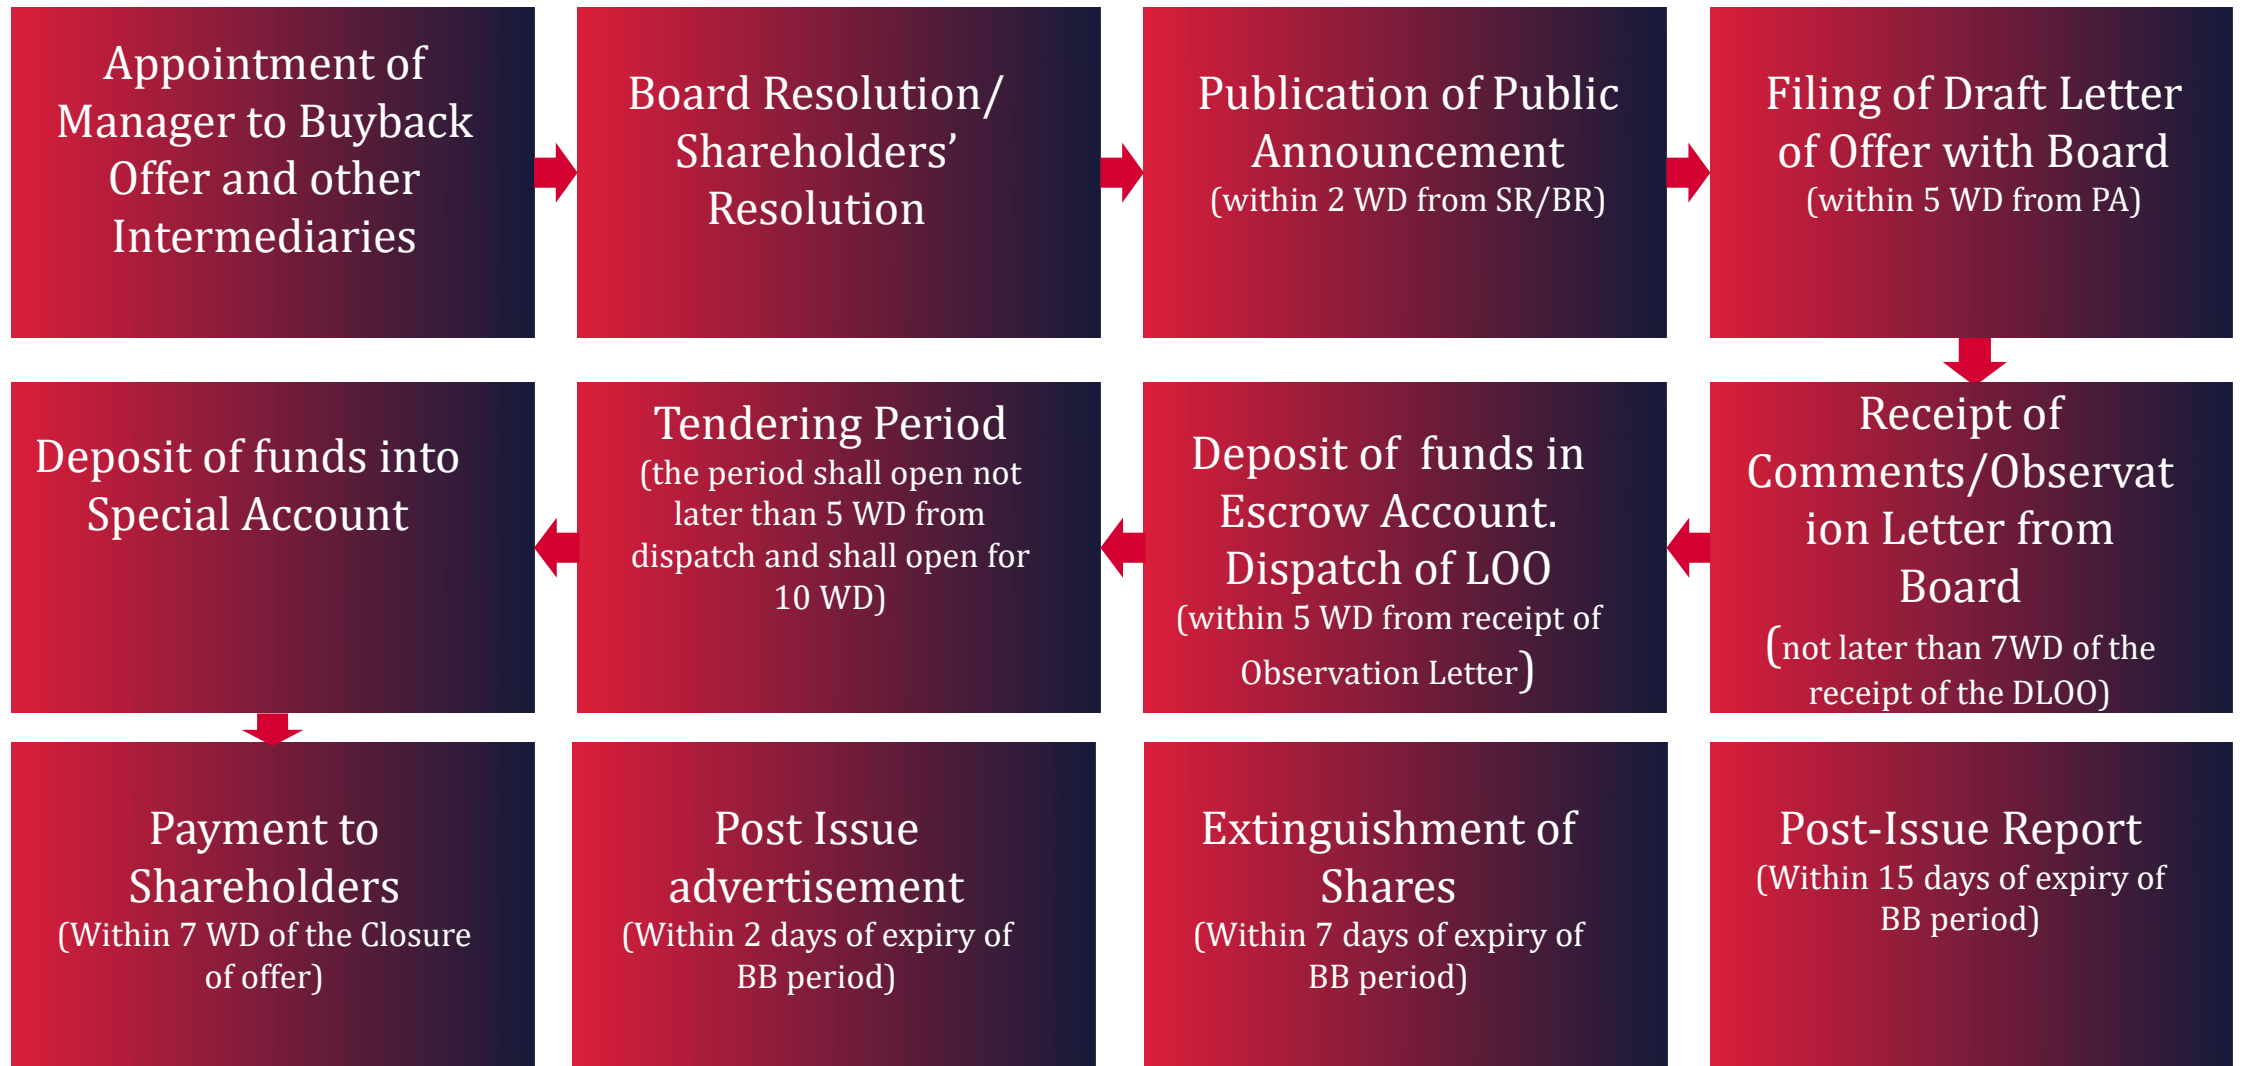 Appointment of
Manager to Buyback
Offer and other
Intermediaries
Board Resolution/
Shareholders’
Resolution
Publication of Public
Announcement
(within 2 WD from SR/BR)
Filing of Draft Letter
of Offer with Board
(within 5 WD from PA)
Receipt of
Comments/Observat
ion Letter from
Board
(not later than 7WD of the
receipt of the DLOO)
Deposit of funds in
Escrow Account.
Dispatch of LOO
(within 5 WD from receipt of
Observation Letter)
Tendering Period
(the period shall open not
later than 5 WD from
dispatch and shall open for
10 WD)
Deposit of funds into
Special Account
Payment to
Shareholders
(Within 7 WD of the Closure
of offer)
Post Issue
advertisement
(Within 2 days of expiry of
BB period)
Extinguishment of
Shares
(Within 7 days of expiry of
BB period)
Post-Issue Report
(Within 15 days of expiry of
BB period)